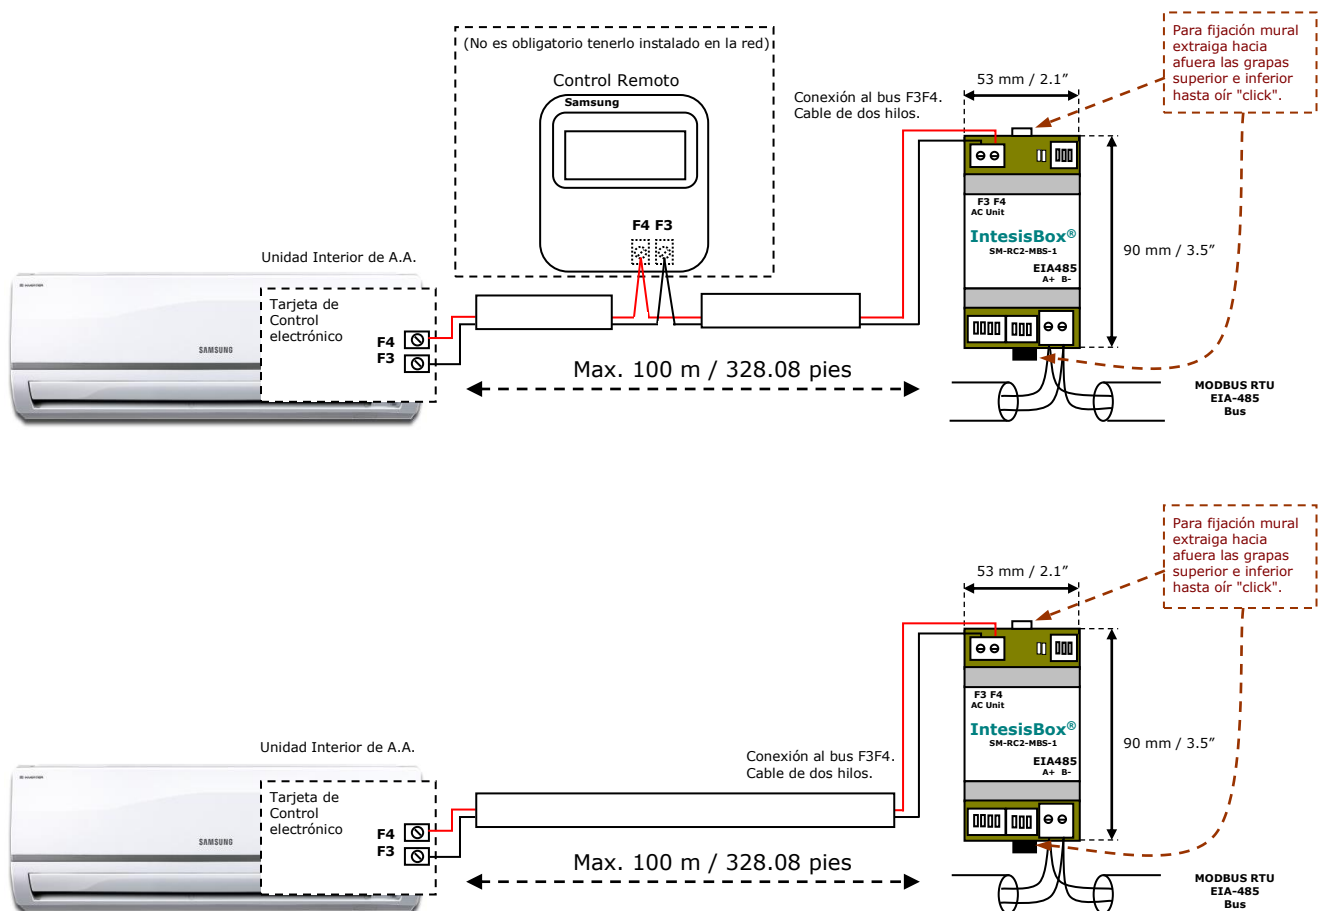 (No es obligatorio tenerlo instalado en la red)
Control Remoto
Samsung
F4 F3
Conexión al bus F3F4.
Cable de dos hilos.
53 mm / 2.1”
Para fijación mural
extraiga hacia
afuera las grapas
superior e inferior
hasta oír "click".
F3 F4
AC Unit
IntesisBox®
SM-RC2-MBS-1
EIA485
A+ B-
90 mm / 3.5”
Unidad Interior de A.A.
Tarjeta de
Control
electrónico
F4
F3
SAMSUNG
Max. 100 m / 328.08 pies
MODBUS RTU
EIA-485
Bus
Para fijación mural
extraiga hacia
afuera las grapas
superior e inferior
hasta oír "click".
53 mm / 2.1”
F3 F4
AC Unit
IntesisBox®
SM-RC2-MBS-1
EIA485
A+ B-
90 mm / 3.5”
Unidad Interior de A.A.
Conexión al bus F3F4.
Cable de dos hilos.
Tarjeta de
Control
electrónico
F4
F3
SAMSUNG
Max. 100 m / 328.08 pies
MODBUS RTU
EIA-485
Bus